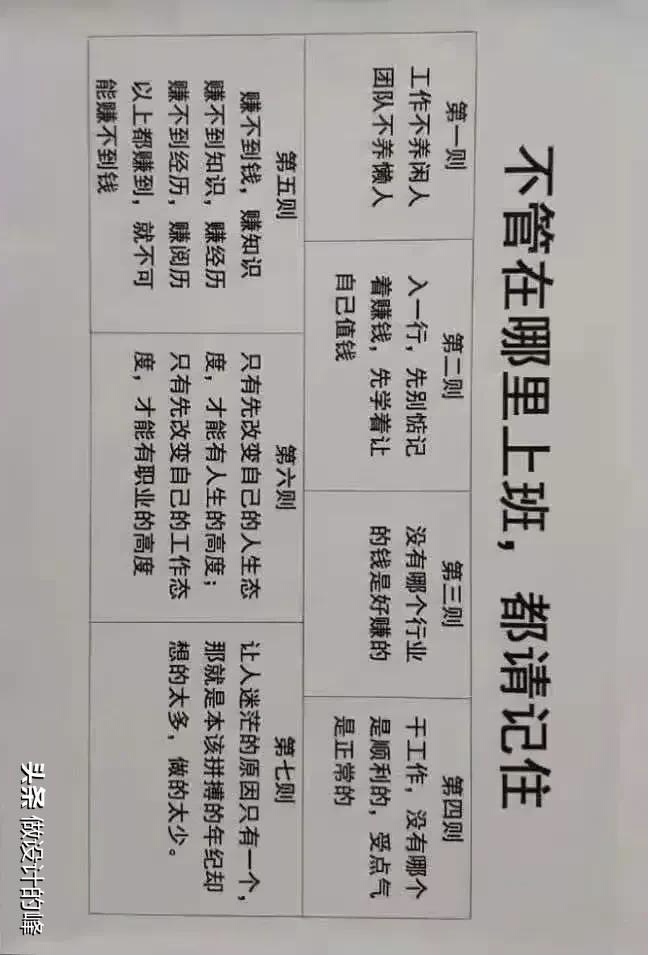 不管在哪里上班，都请记住
第一则
工作不养闲人
团队不养懒人
第二则
入一行，先别惦记
着赚钱，先学着让
自己值钱
第三则
没有哪个行业
的钱是好赚的
第四则
干工作，没有哪个
是顺利的，受点气
是正常的
第五则
赚不到钱，赚知识
赚不到知识，赚经历
赚不到经历，赚阅历
以上都赚到，就不可
能赚不到钱
第六则
只有先改变自己的人生态
度，才能有人生的高度；
只有先改变自己的工作态
度，才能有职业的高度
第七则
让人迷茫的原因只有一个，
那就是本该拼搏的年纪却
想的太多，做的太少。
头条 做设计的峰